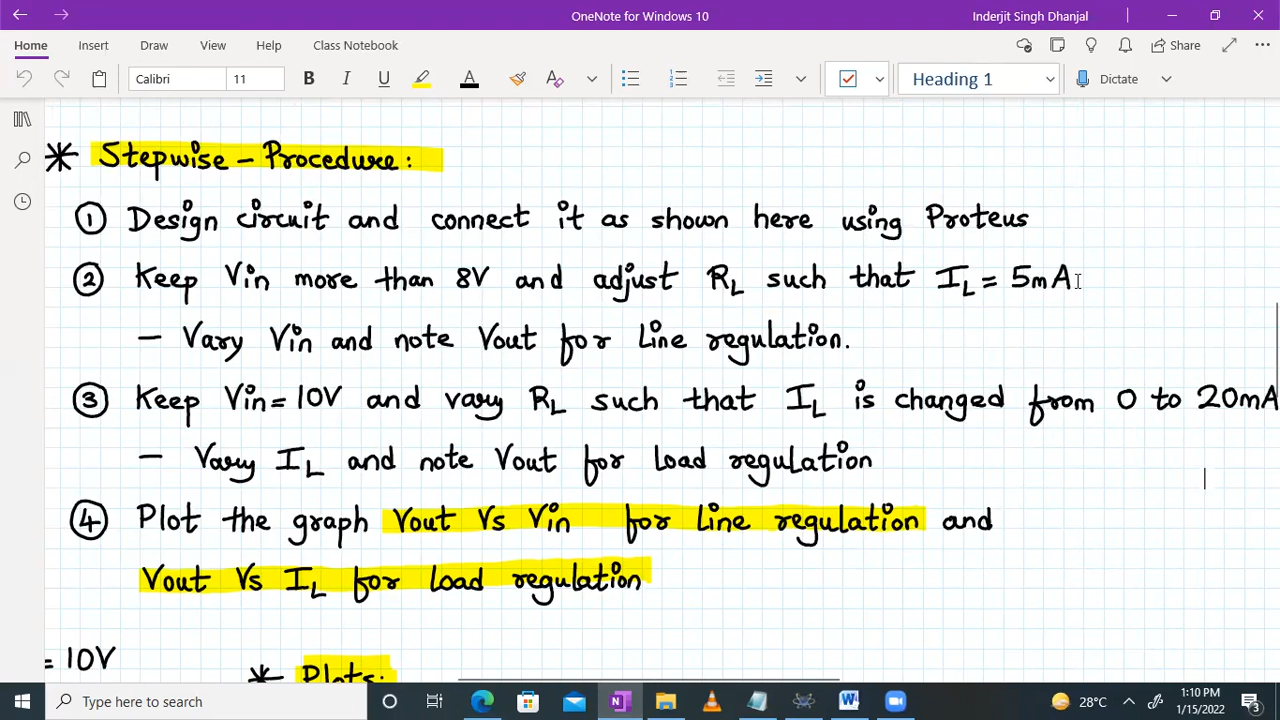 OneNote for Windows 10
Inderjit Singh Dhanjal
Home Insert Draw View Help Class Notebook Share
Calibri 11 B I U A Heading 1 Dictate
* Stepwise - Procedure:
① Design circuit and connect it as shown here using Proteus
② Keep Vin more than 8V and adjust RL such that IL = 5mA
- Vary Vin and note Vout for Line regulation.
③ Keep Vin = 10V and vary RL such that IL is changed from 0 to 20mA
- Vary IL and note Vout for Load regulation
④ Plot the graph Vout Vs Vin for Line regulation and
Vout Vs IL for load regulation
= 10V
* Plots:
Type here to search
28°C
1:10 PM
1/15/2022
3